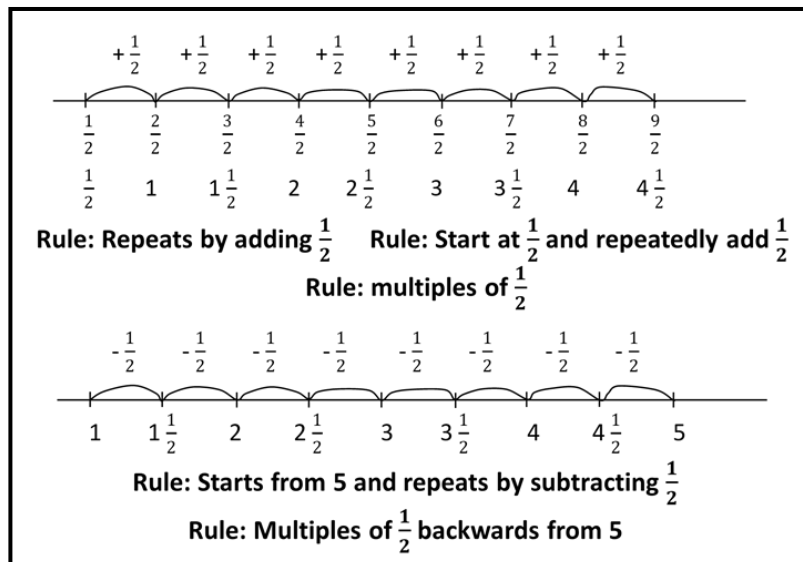 + 1/2 + 1/2 + 1/2 + 1/2 + 1/2 + 1/2 + 1/2 + 1/2
1/2 2/2 3/2 4/2 5/2 6/2 7/2 8/2 9/2
1/2 1 1 1/2 2 2 1/2 3 3 1/2 4 4 1/2
Rule: Repeats by adding 1/2 Rule: Start at 1/2 and repeatedly add 1/2
Rule: multiples of 1/2
- 1/2 - 1/2 - 1/2 - 1/2 - 1/2 - 1/2 - 1/2 - 1/2
1 1 1/2 2 2 1/2 3 3 1/2 4 4 1/2 5
Rule: Starts from 5 and repeats by subtracting 1/2
Rule: Multiples of 1/2 backwards from 5